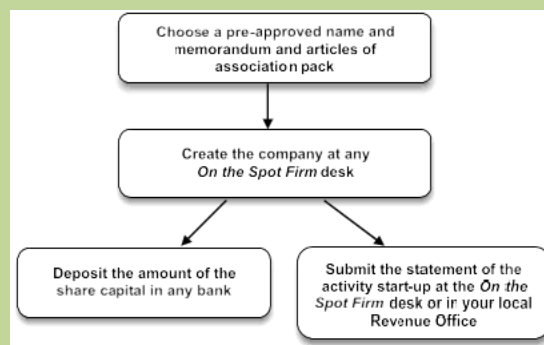 Choose a pre-approved name and
memorandum and articles of
association pack
Create the company at any
On the Spot Firm desk
Deposit the amount of the
share capital in any bank
Submit the statement of the
activity start-up at the On the
Spot Firm desk or in your local
Revenue Office